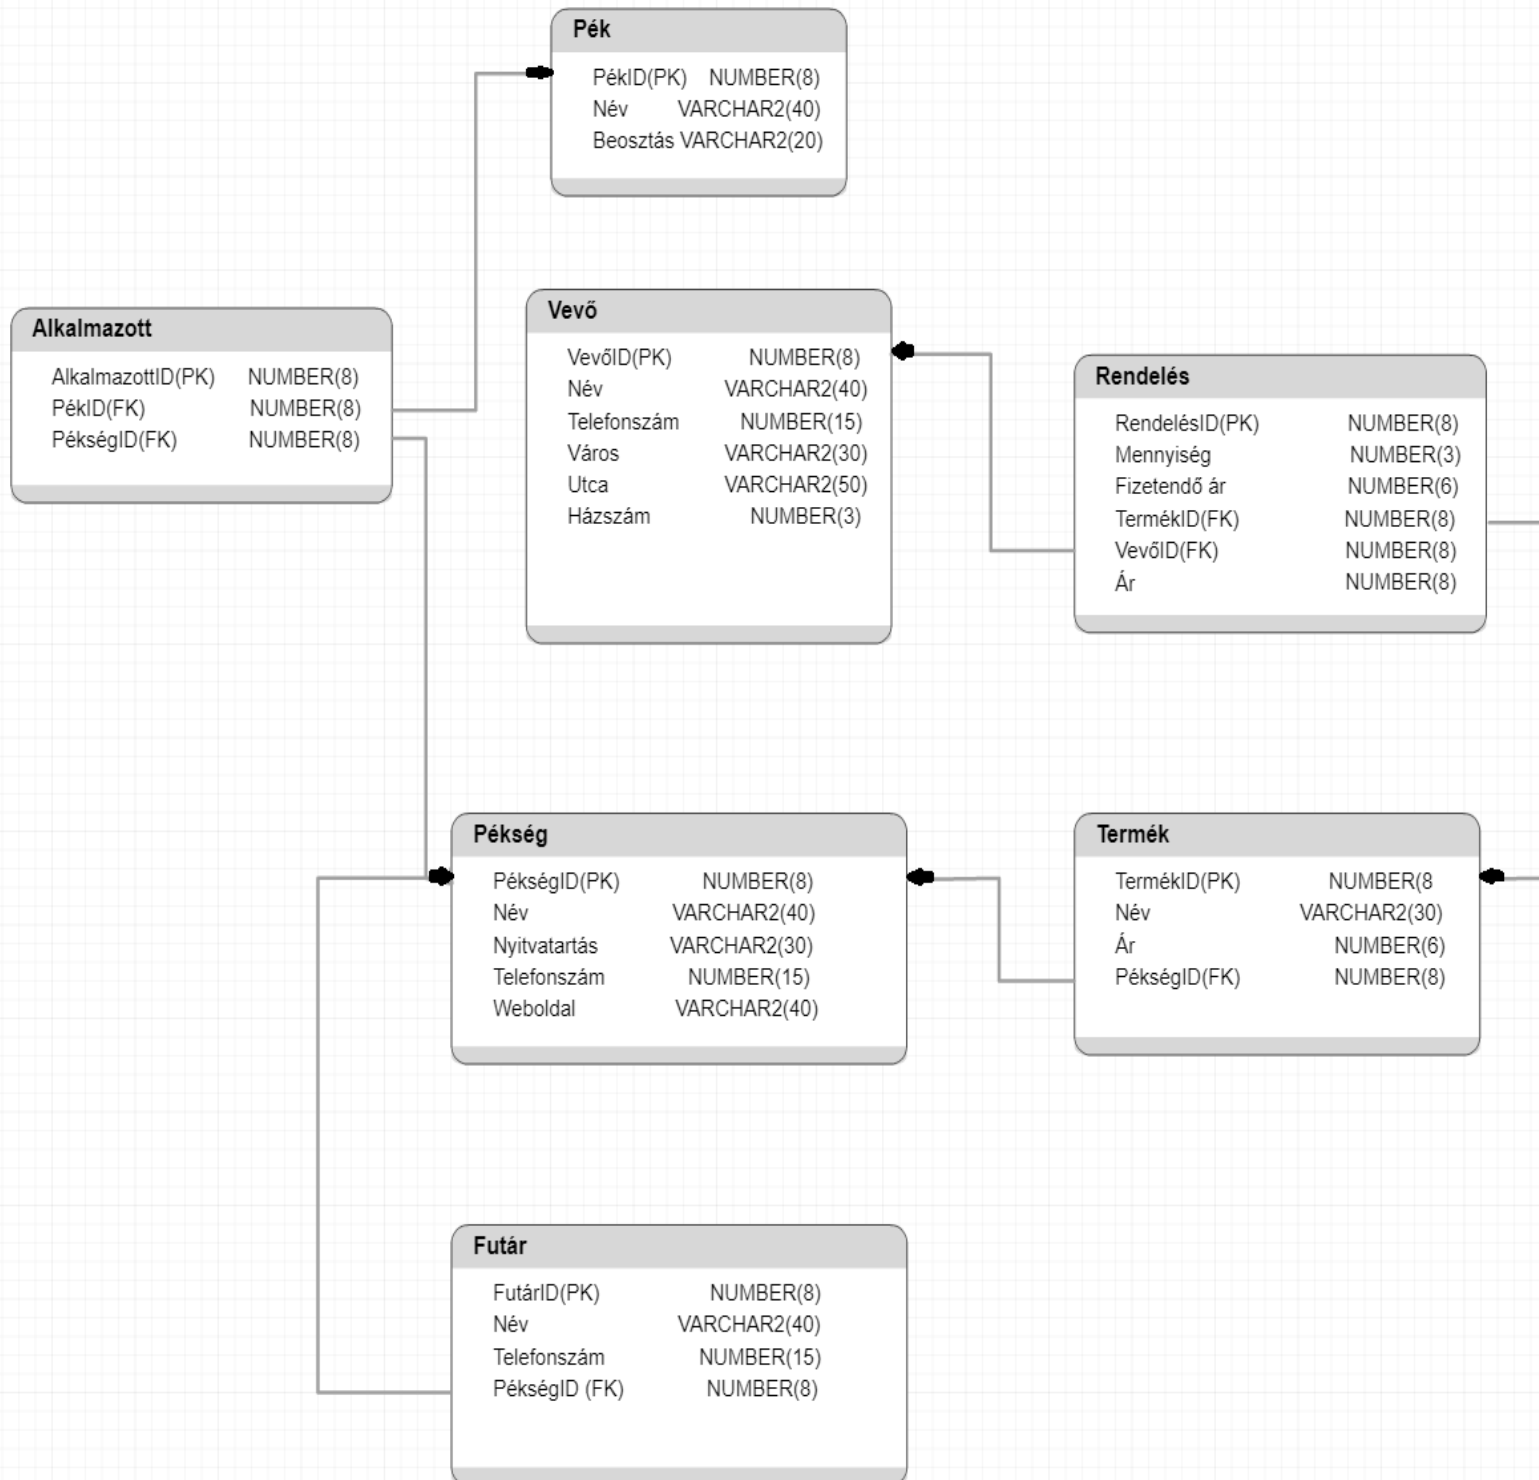 Pék
PékID(PK) NUMBER(8)
Név VARCHAR2(40)
Beosztás VARCHAR2(20)
Alkalmazott
AlkalmazottID(PK) NUMBER(8)
PékID(FK) NUMBER(8)
PékségID(FK) NUMBER(8)
Vevő
VevőID(PK) NUMBER(8)
Név VARCHAR2(40)
Telefonszám NUMBER(15)
Város VARCHAR2(30)
Utca VARCHAR2(50)
Házszám NUMBER(3)
Rendelés
RendelésID(PK) NUMBER(8)
Mennyiség NUMBER(3)
Fizetendő ár NUMBER(6)
TermékID(FK) NUMBER(8)
VevőID(FK) NUMBER(8)
Ár NUMBER(8)
Pékség
PékségID(PK) NUMBER(8)
Név VARCHAR2(40)
Nyitvatartás VARCHAR2(30)
Telefonszám NUMBER(15)
Weboldal VARCHAR2(40)
Termék
TermékID(PK) NUMBER(8
Név VARCHAR2(30)
Ár NUMBER(6)
PékségID(FK) NUMBER(8)
Futár
FutárID(PK) NUMBER(8)
Név VARCHAR2(40)
Telefonszám NUMBER(15)
PékségID (FK) NUMBER(8)